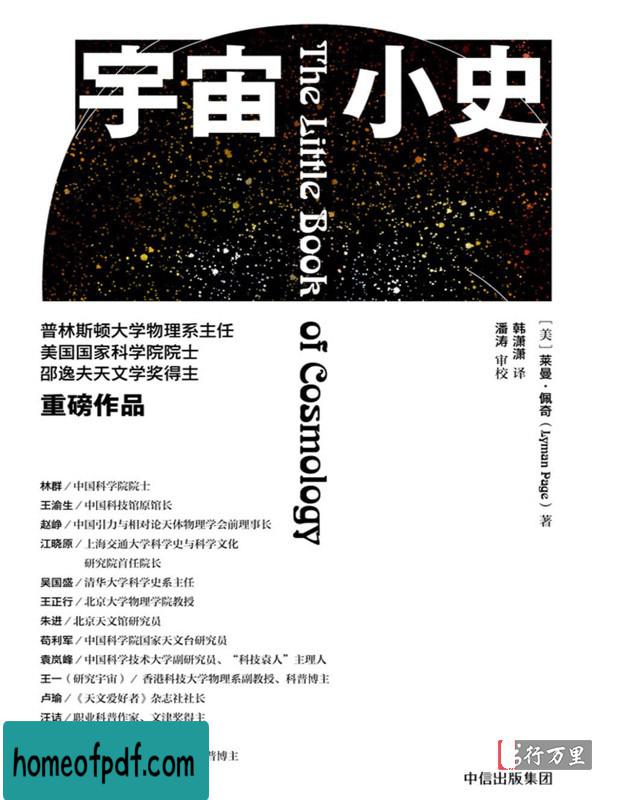 宇宙 小史
The Little Book of Cosmology
普林斯顿大学物理系主任
美国国家科学院院士
邵逸夫天文学奖得主
重磅作品
[美] 莱曼·佩奇 (Lyman Page) 著
韩潇潇 译
潘涛 审校
林群/中国科学院院士
王渝生/中国科技馆原馆长
赵峥/中国引力与相对论天体物理学会前理事长
江晓原/上海交通大学科学史与科学文化
研究院首任院长
吴国盛/清华大学科学史系主任
王正行/北京大学物理学院教授
朱进/北京天文馆研究员
苟利军/中国科学院国家天文台研究员
袁岚峰/中国科学技术大学副研究员、“科技袁人”主理人
王一(研究宇宙)/香港科技大学物理系副教授、科普博主
卢瑜/《天文爱好者》杂志社社长
汪诘/职业科普作家、文津奖得主
普博主
homeofpdf.com
行万里
中信出版集团